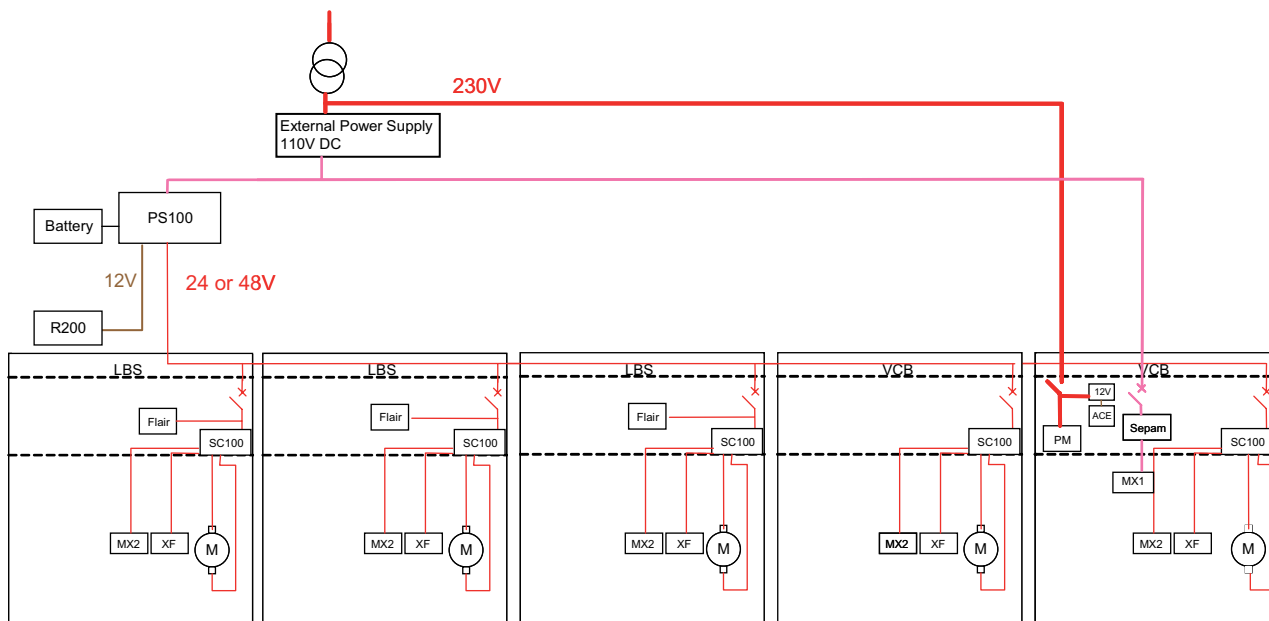 230V
External Power Supply
110V DC
PS100
Battery
12V
24 or 48V
R200
LBS
LBS
LBS
VCB
VCB
Flair
Flair
Flair
12V
ACE
Sepam
PM
SC100
SC100
SC100
SC100
SC100
MX1
MX2
XF
M
MX2
XF
M
MX2
XF
M
MX2
XF
M
MX2
XF
M